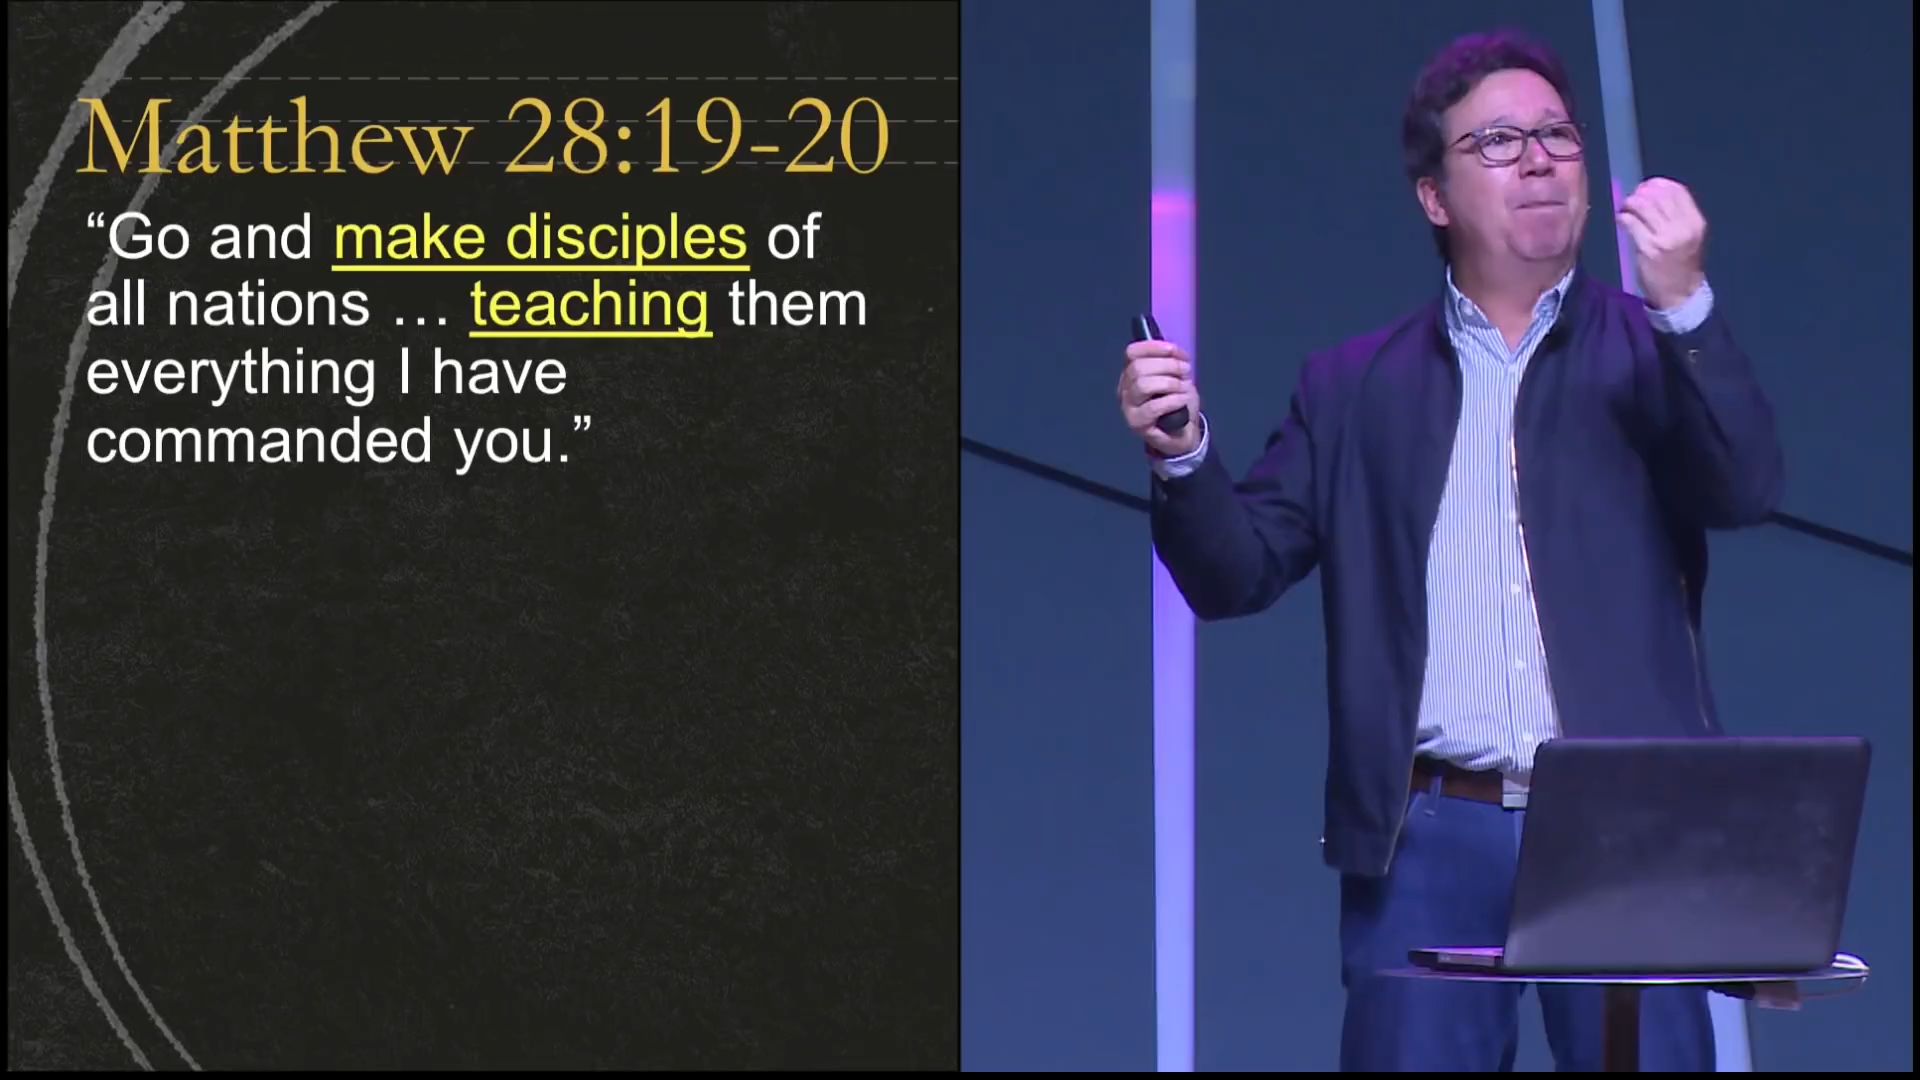 Matthew 28:19-20
“Go and make disciples of
all nations … teaching them
everything I have
commanded you.”